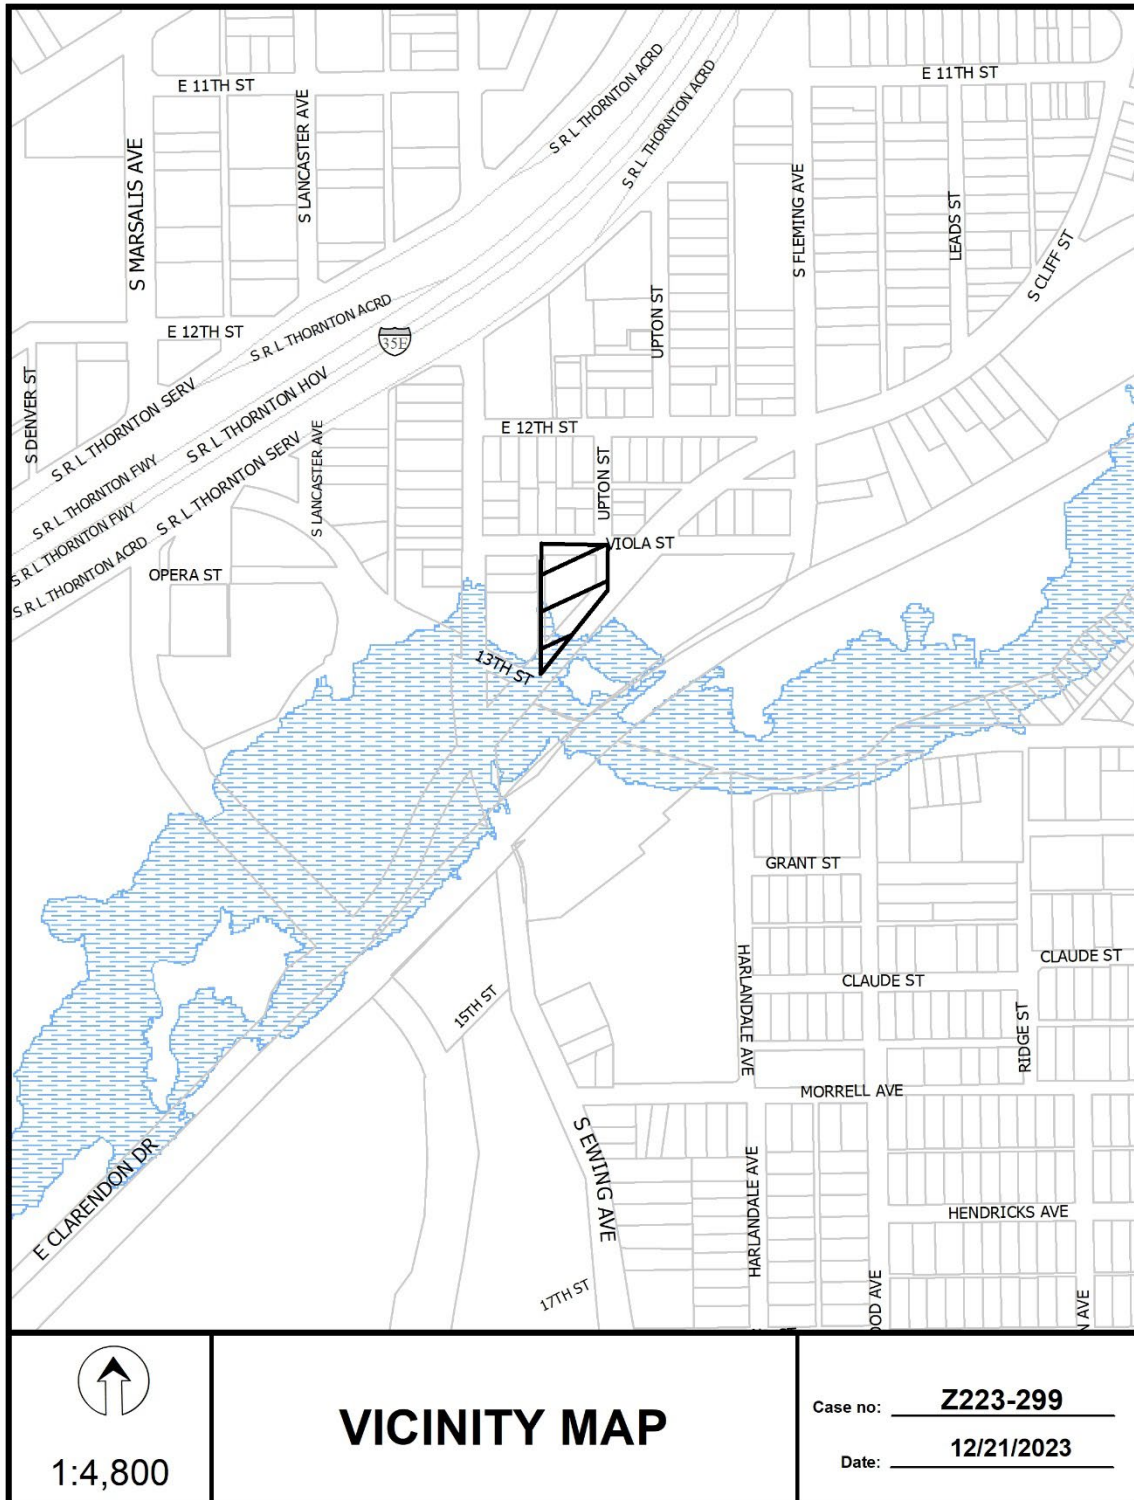 E 11TH ST
E 11TH ST
S R L THORNTON ACRD
S R L THORNTON ACRD
S LANCASTER AVE
S MARSALIS AVE
S FLEMING AVE
LEADS ST
S CLIFF ST
UPTON ST
E 12TH ST
S R L THORNTON ACRD
35E
S DENVER ST
S R L THORNTON SERV
S R L THORNTON HOV
S R L THORNTON FWY
S R L THORNTON FWY
S R L THORNTON SERV
S R L THORNTON ACRD
S LANCASTER AVE
E 12TH ST
UPTON ST
VIOLA ST
OPERA ST
13TH ST
GRANT ST
HARLANDALE AVE
CLAUDE ST
CLAUDE ST
15TH ST
RIDGE ST
MORRELL AVE
S EWING AVE
E CLARENDON DR
HARLANDALE AVE
HENDRICKS AVE
17TH ST
OOD AVE
N AVE
1:4,800
VICINITY MAP
Case no: Z223-299
Date: 12/21/2023